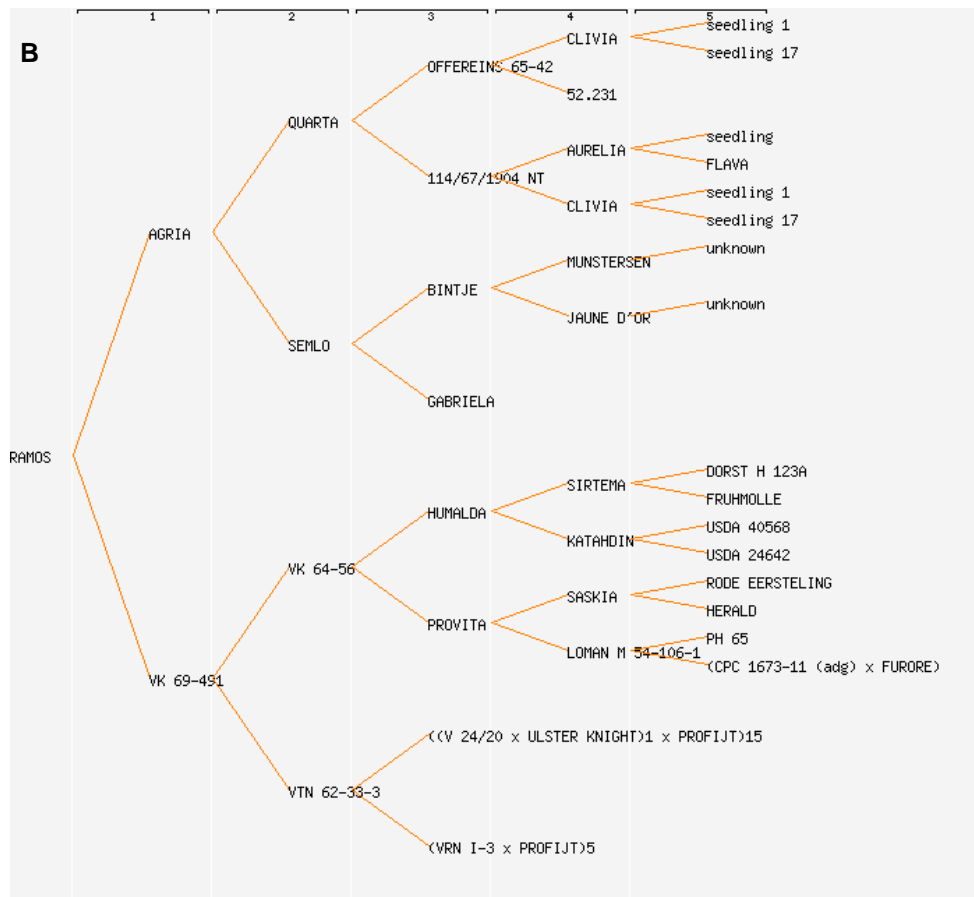 1 2 3 4 5
B
seedling 1
CLIVIA
seedling 17
OFFEREINS 65-42
52.231
QUARTA
seedling
AURELIA
FLAVA
114/67/1904 NT
seedling 1
CLIVIA
seedling 17
AGRIA
unknown
MUNSTERSEN
BINTJE
unknown
JAUNE D'OR
SEMLO
GABRIELA
RAMOS
DORST H 123A
SIRTEMA
FRUHMOLLE
HUMALDA
USDA 40568
KATAHDIN
USDA 24642
VK 64-56
RODE EERSTELING
SASKIA
HERALD
PROVITA
PH 65
LOMAN M 54-106-1
(CPC 1673-11 (adg) x FURORE)
VK 69-491
((V 24/20 x ULSTER KNIGHT)1 x PROFIJT)15
VTN 62-33-3
(VRN I-3 x PROFIJT)5